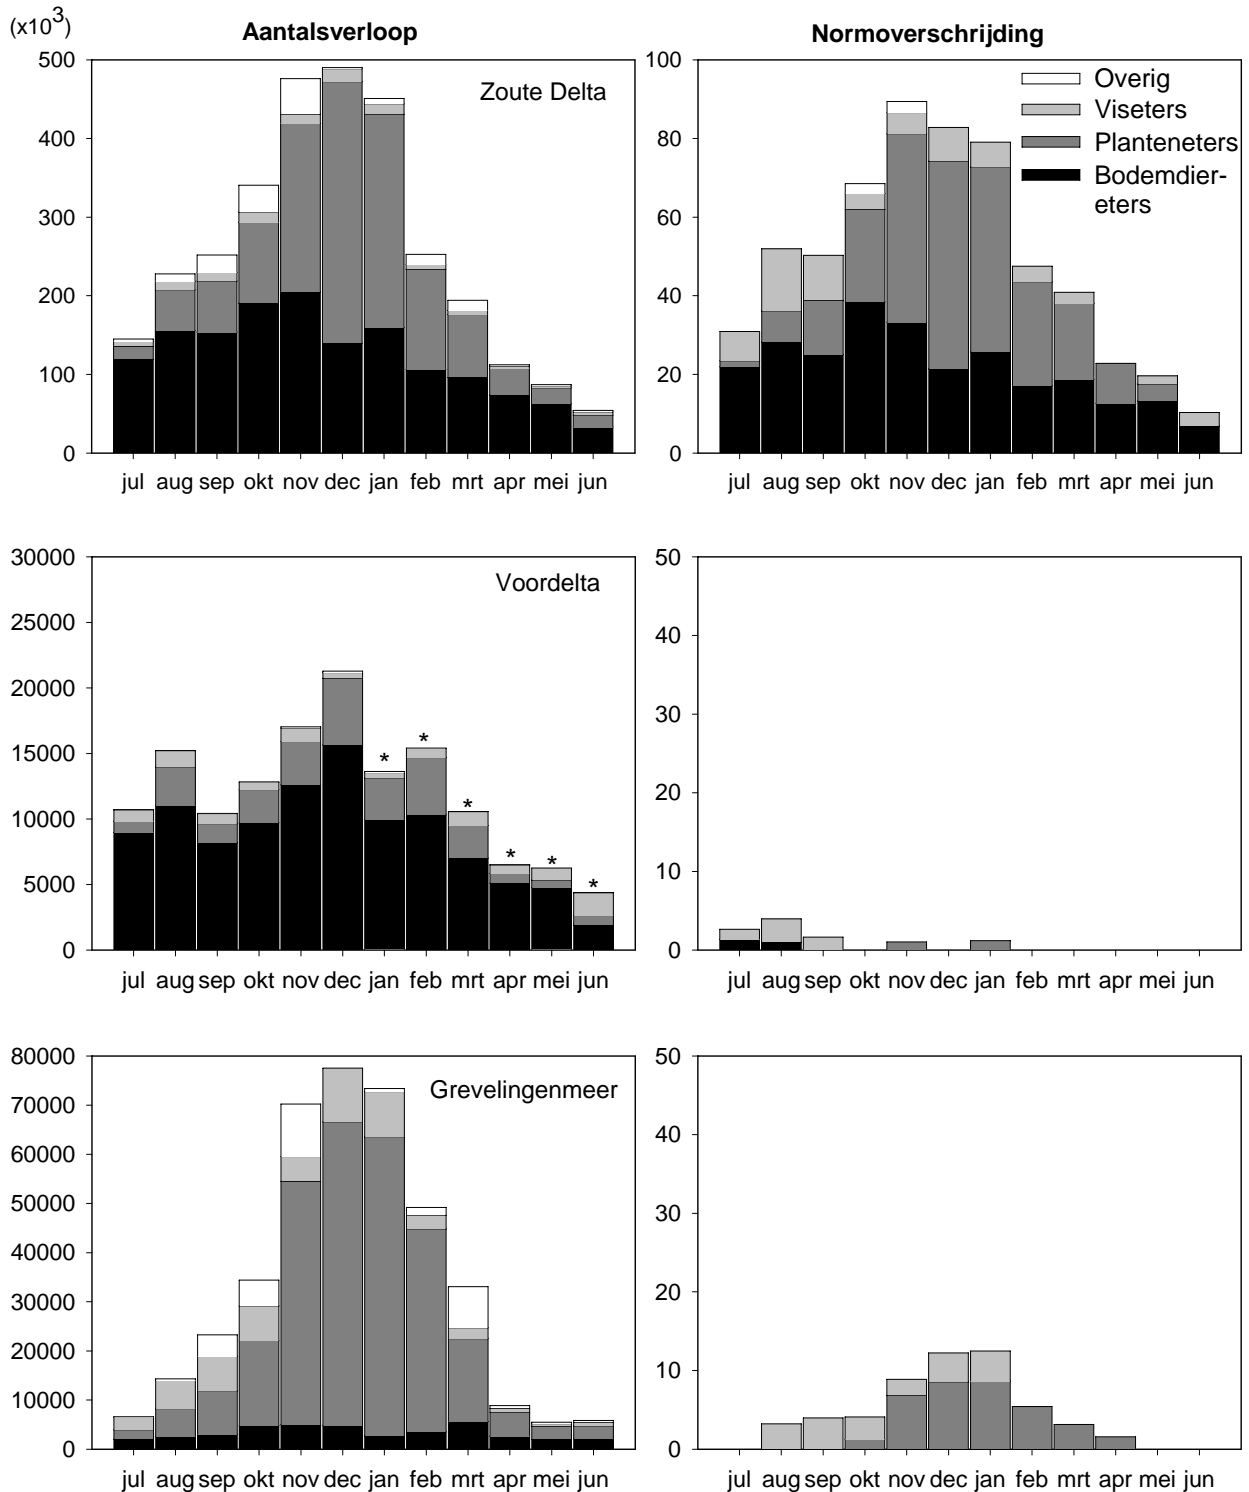 (x10³)
Aantalsverloop
Normoverschrijding
500
400
300
200
100
0
Zoute Delta
jul aug sep okt nov dec jan feb mrt apr mei jun
100
80
60
40
20
0
Overig
Viseters
Planteneters
Bodemdier-
eters
jul aug sep okt nov dec jan feb mrt apr mei jun
30000
25000
20000
15000
10000
5000
0
Voordelta
* * * * * *
jul aug sep okt nov dec jan feb mrt apr mei jun
50
40
30
20
10
0
jul aug sep okt nov dec jan feb mrt apr mei jun
80000
70000
60000
50000
40000
30000
20000
10000
0
Grevelingenmeer
jul aug sep okt nov dec jan feb mrt apr mei jun
50
40
30
20
10
0
jul aug sep okt nov dec jan feb mrt apr mei jun